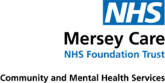 NHS
Mersey Care
NHS Foundation Trust
Community and Mental Health Services